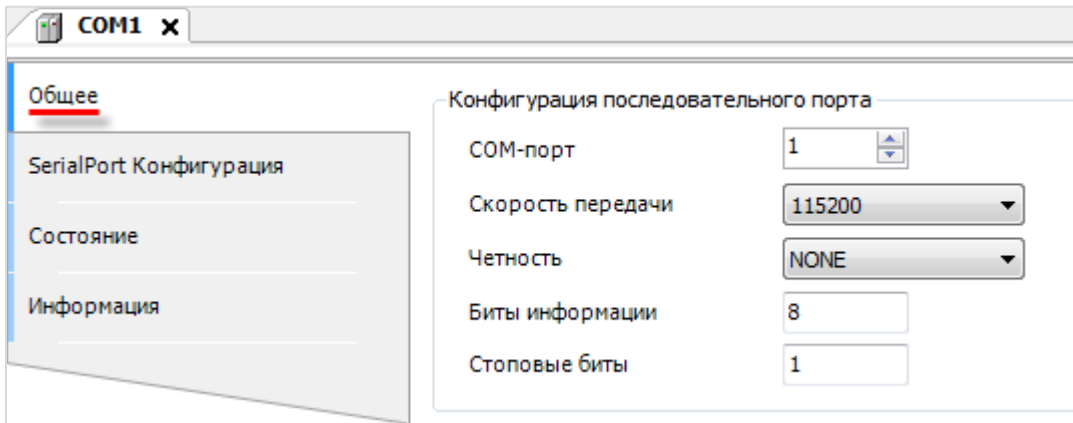 COM1
Общее
SerialPort Конфигурация
Состояние
Информация
Конфигурация последовательного порта
COM-порт 1
Скорость передачи 115200
Четность NONE
Биты информации 8
Стоповые биты 1